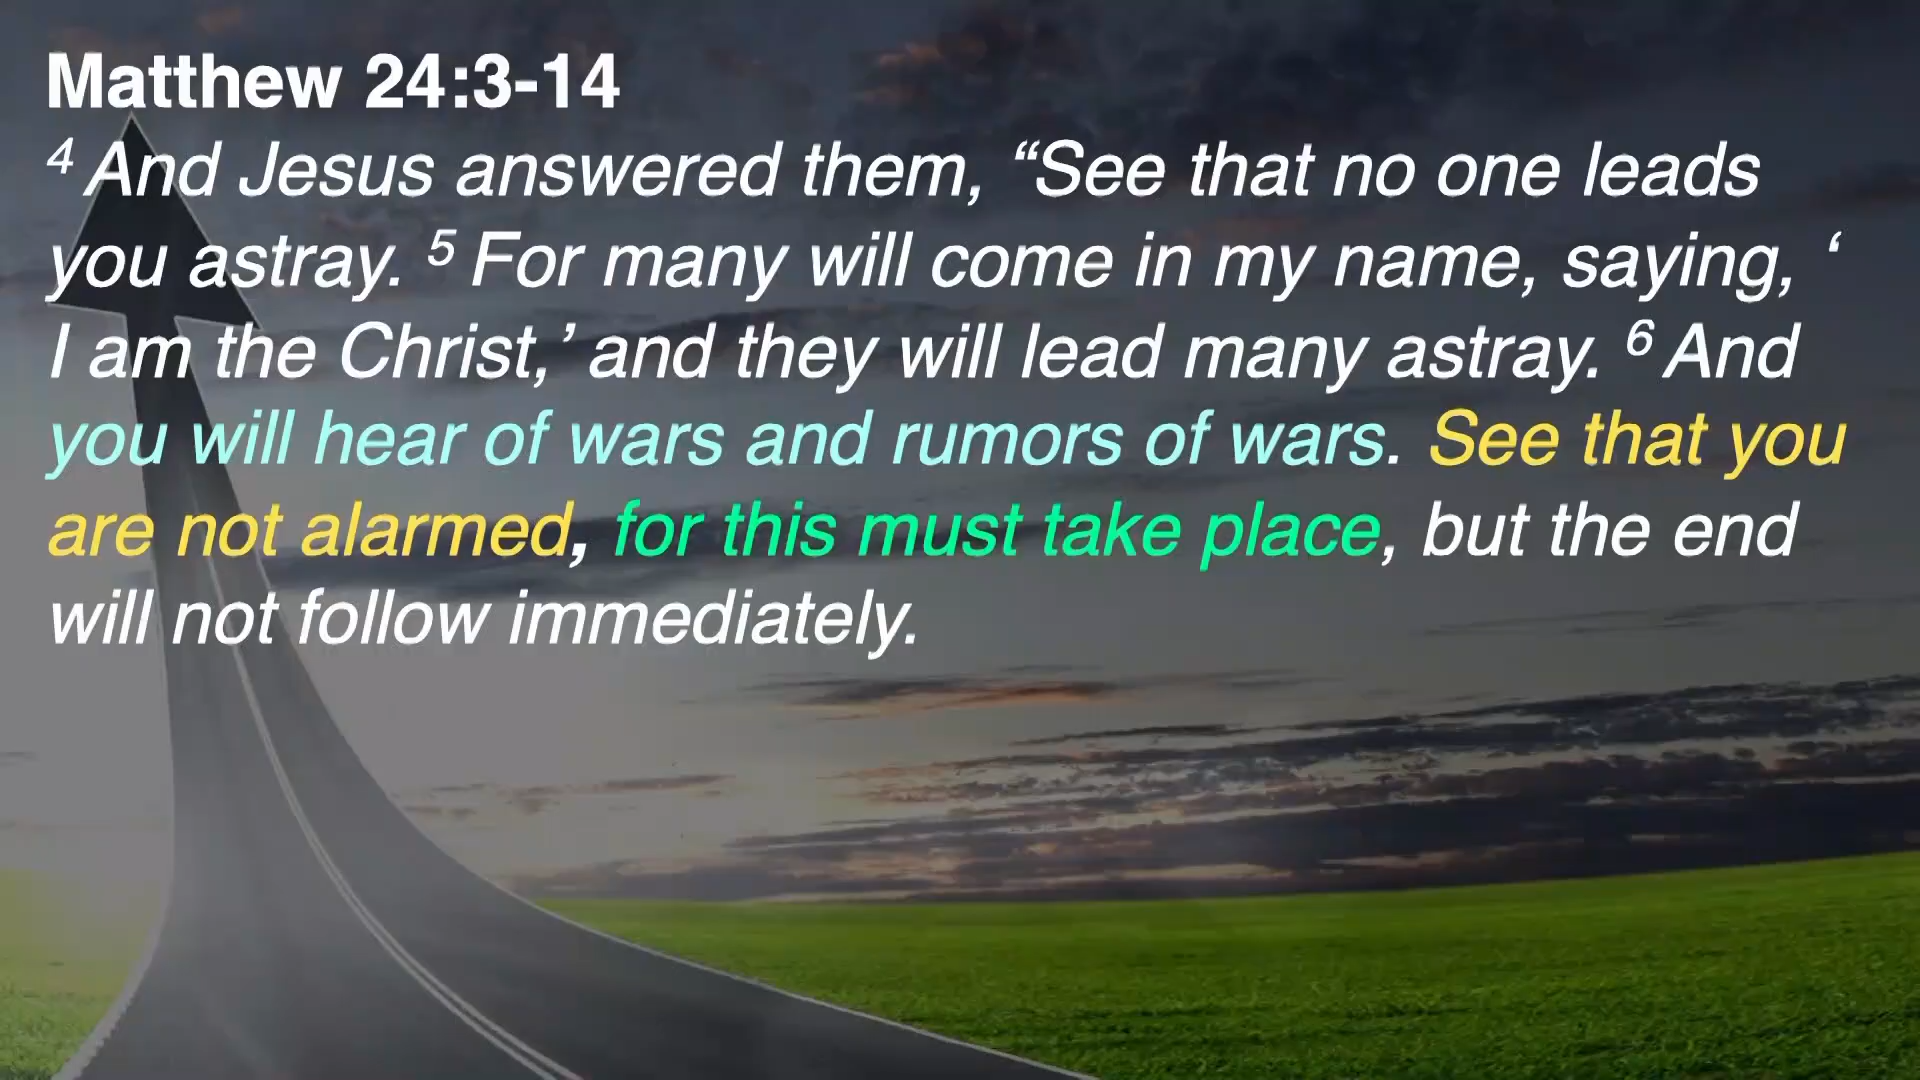 Matthew 24:3-14
4 And Jesus answered them, “See that no one leads
you astray. 5 For many will come in my name, saying, ‘
I am the Christ,’ and they will lead many astray. 6 And
you will hear of wars and rumors of wars. See that you
are not alarmed, for this must take place, but the end
will not follow immediately.